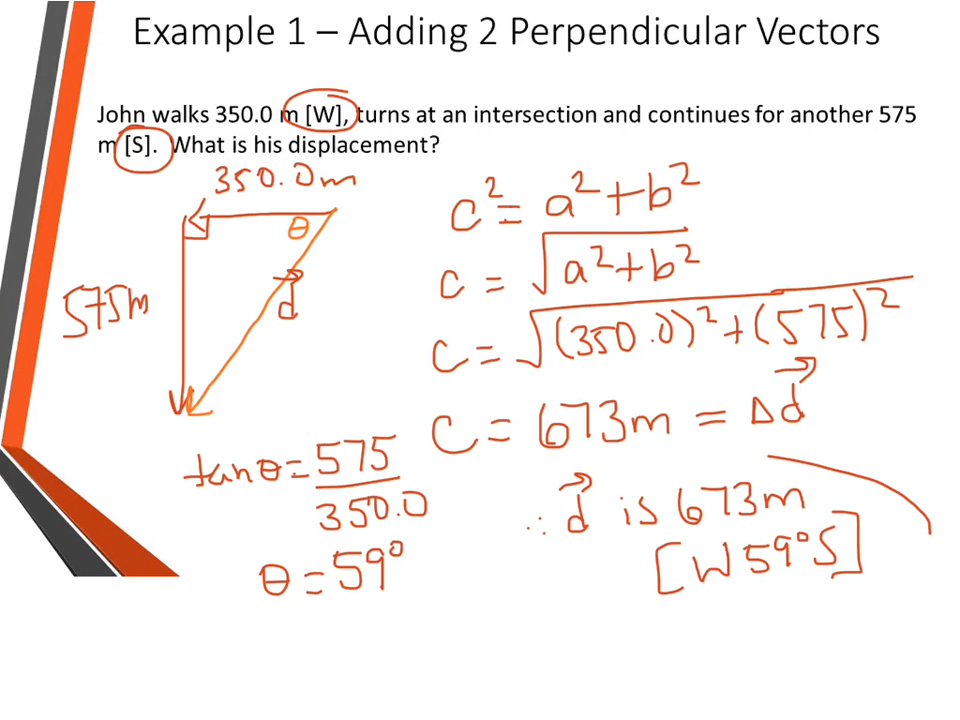 Example 1 – Adding 2 Perpendicular Vectors
John walks 350.0 m [W], turns at an intersection and continues for another 575
m [S]. What is his displacement?
350.0m
θ
d⃗
575m
c² = a² + b²
c = √(a² + b²)
c = √((350.0)² + (575)²)
c = 673m = Δd⃗
tanθ = 575/350.0
θ = 59°
∴ d⃗ is 673m
[W59°S]